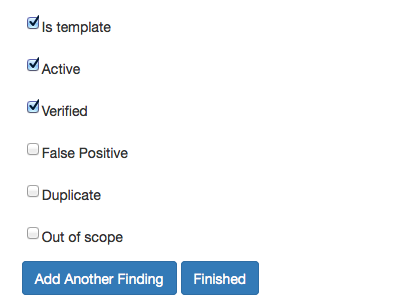 Is template
Active
Verified
False Positive
Duplicate
Out of scope
Add Another Finding Finished